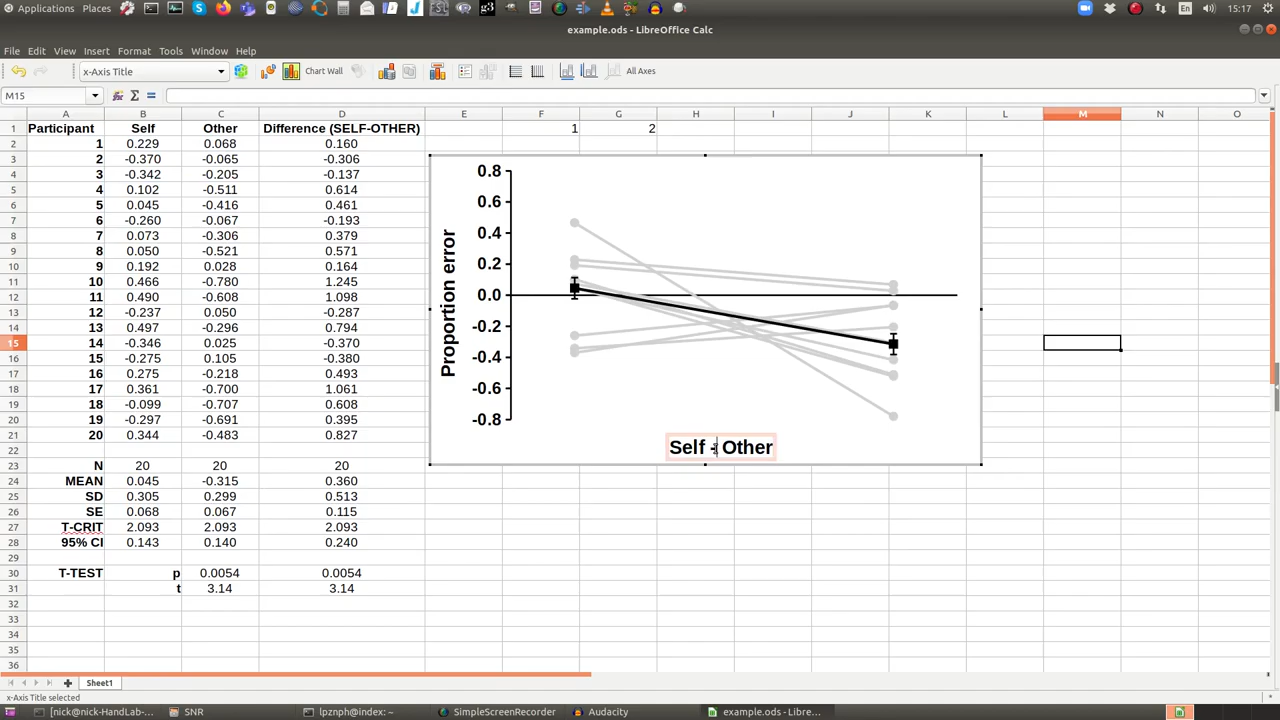 Applications Places En 15:17
example.ods - LibreOffice Calc
File Edit View Insert Format Tools Window Help
x-Axis Title Chart Wall All Axes
M15
A B C D E F G H I J K L M N O
1 Participant Self Other Difference (SELF-OTHER) 1 2
2 1 0.229 0.068 0.160
3 2 -0.370 -0.065 -0.306
4 3 -0.342 -0.205 -0.137
5 4 0.102 -0.511 0.614
6 5 0.045 -0.416 0.461
7 6 -0.260 -0.067 -0.193
8 7 0.073 -0.306 0.379
9 8 0.050 -0.521 0.571
10 9 0.192 0.028 0.164
11 10 0.466 -0.780 1.245
12 11 0.490 -0.608 1.098
13 12 -0.237 0.050 -0.287
14 13 0.497 -0.296 0.794
15 14 -0.346 0.025 -0.370
16 15 -0.275 0.105 -0.380
17 16 0.275 -0.218 0.493
18 17 0.361 -0.700 1.061
19 18 -0.099 -0.707 0.608
20 19 -0.297 -0.691 0.395
21 20 0.344 -0.483 0.827
22
23 N 20 20 20
24 MEAN 0.045 -0.315 0.360
25 SD 0.305 0.299 0.513
26 SE 0.068 0.067 0.115
27 T-CRIT 2.093 2.093 2.093
28 95% CI 0.143 0.140 0.240
29
30 T-TEST p 0.0054 0.0054
31 t 3.14 3.14
32
33
34
35
36
0.8
0.6
0.4
0.2
0.0
-0.2
-0.4
-0.6
-0.8
Proportion error
Self - Other
Sheet1
x-Axis Title selected
[nick@nick-HandLab-... SNR lpznph@index: ~ SimpleScreenRecorder Audacity example.ods - Libre...